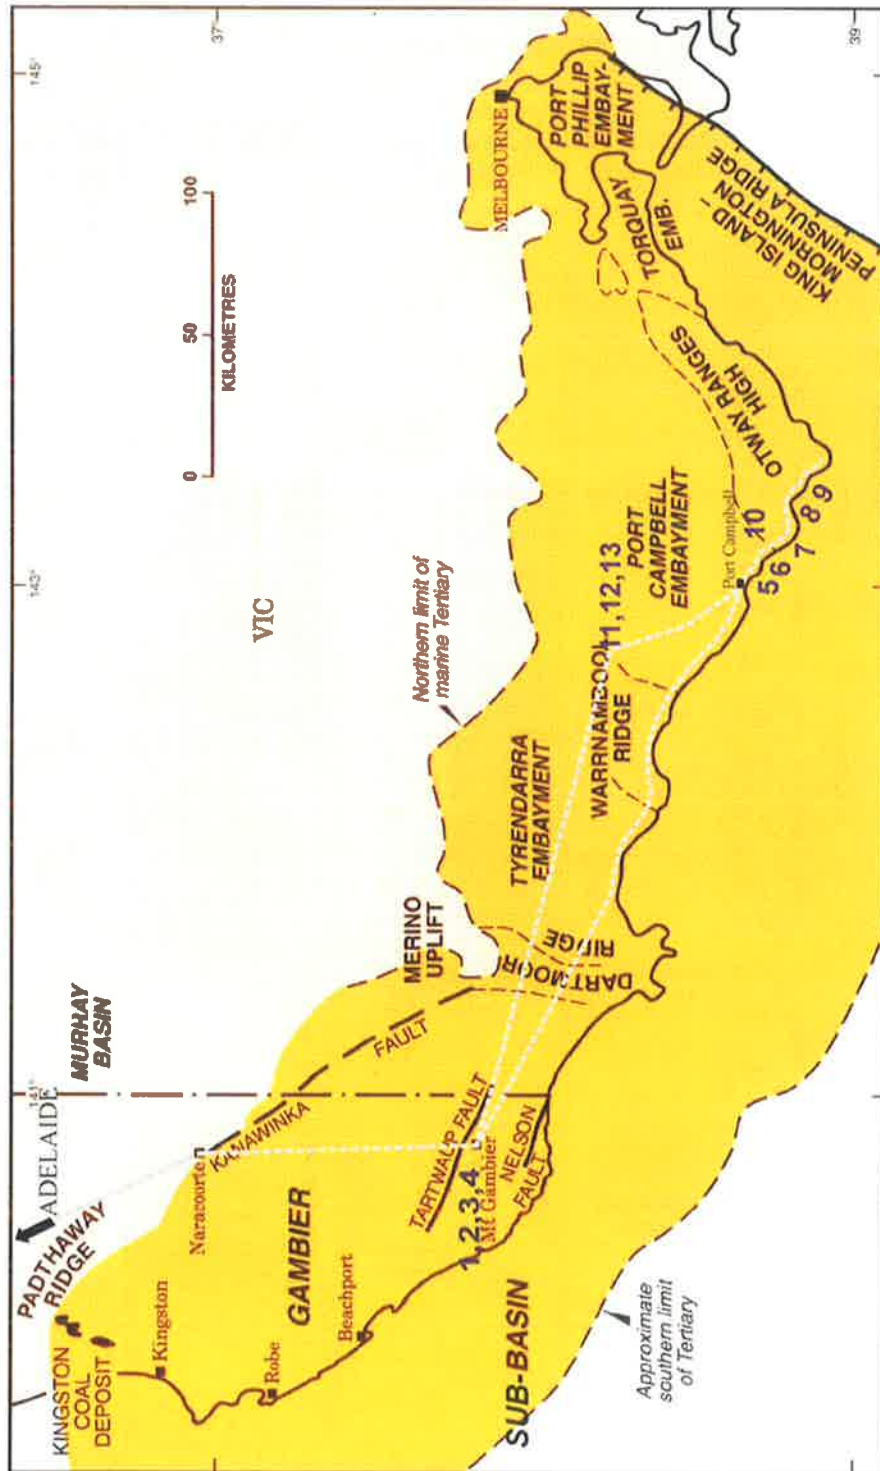 141°
143°
145°
37°
39°
ADELAIDE
PADTHAWAY
RIDGE
MURHAY
BASIN
KINGSTON
COAL
DEPOSIT
Kingston
Robe
Beachport
Naracoorte
KANAWINKA
FAULT
GAMBIER
SUB-BASIN
TARTWAUP FAULT
1,2,3,4
Mt Gambier
NELSON
FAULT
Approximate
southern limit
of Tertiary
MERINO
UPLIFT
DARTMOOR
RIDGE
TYRENDARRA
EMBAYMENT
VIC
Northern limit of
marine Tertiary
WARRNAMBOOL
RIDGE
11,12,13
PORT
CAMPBELL
EMBAYMENT
Port Campbell
5
6
7
8
9
10
OTWAY RANGES
HIGH
0
50
100
KILOMETRES
MELBOURNE
PORT
PHILLIP
EMBAY-
MENT
TORQUAY
EMB.
KING ISLAND-
MORNINGTON
PENINSULA RIDGE